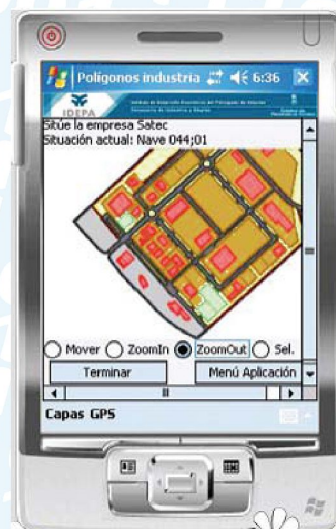 Polígonos industria 6:36
IDEPA
Sitúe la empresa Satec
Situación actual: Nave 044;01
Mover ZoomIn ZoomOut Sel.
Terminar Menú Aplicación
Capas GPS